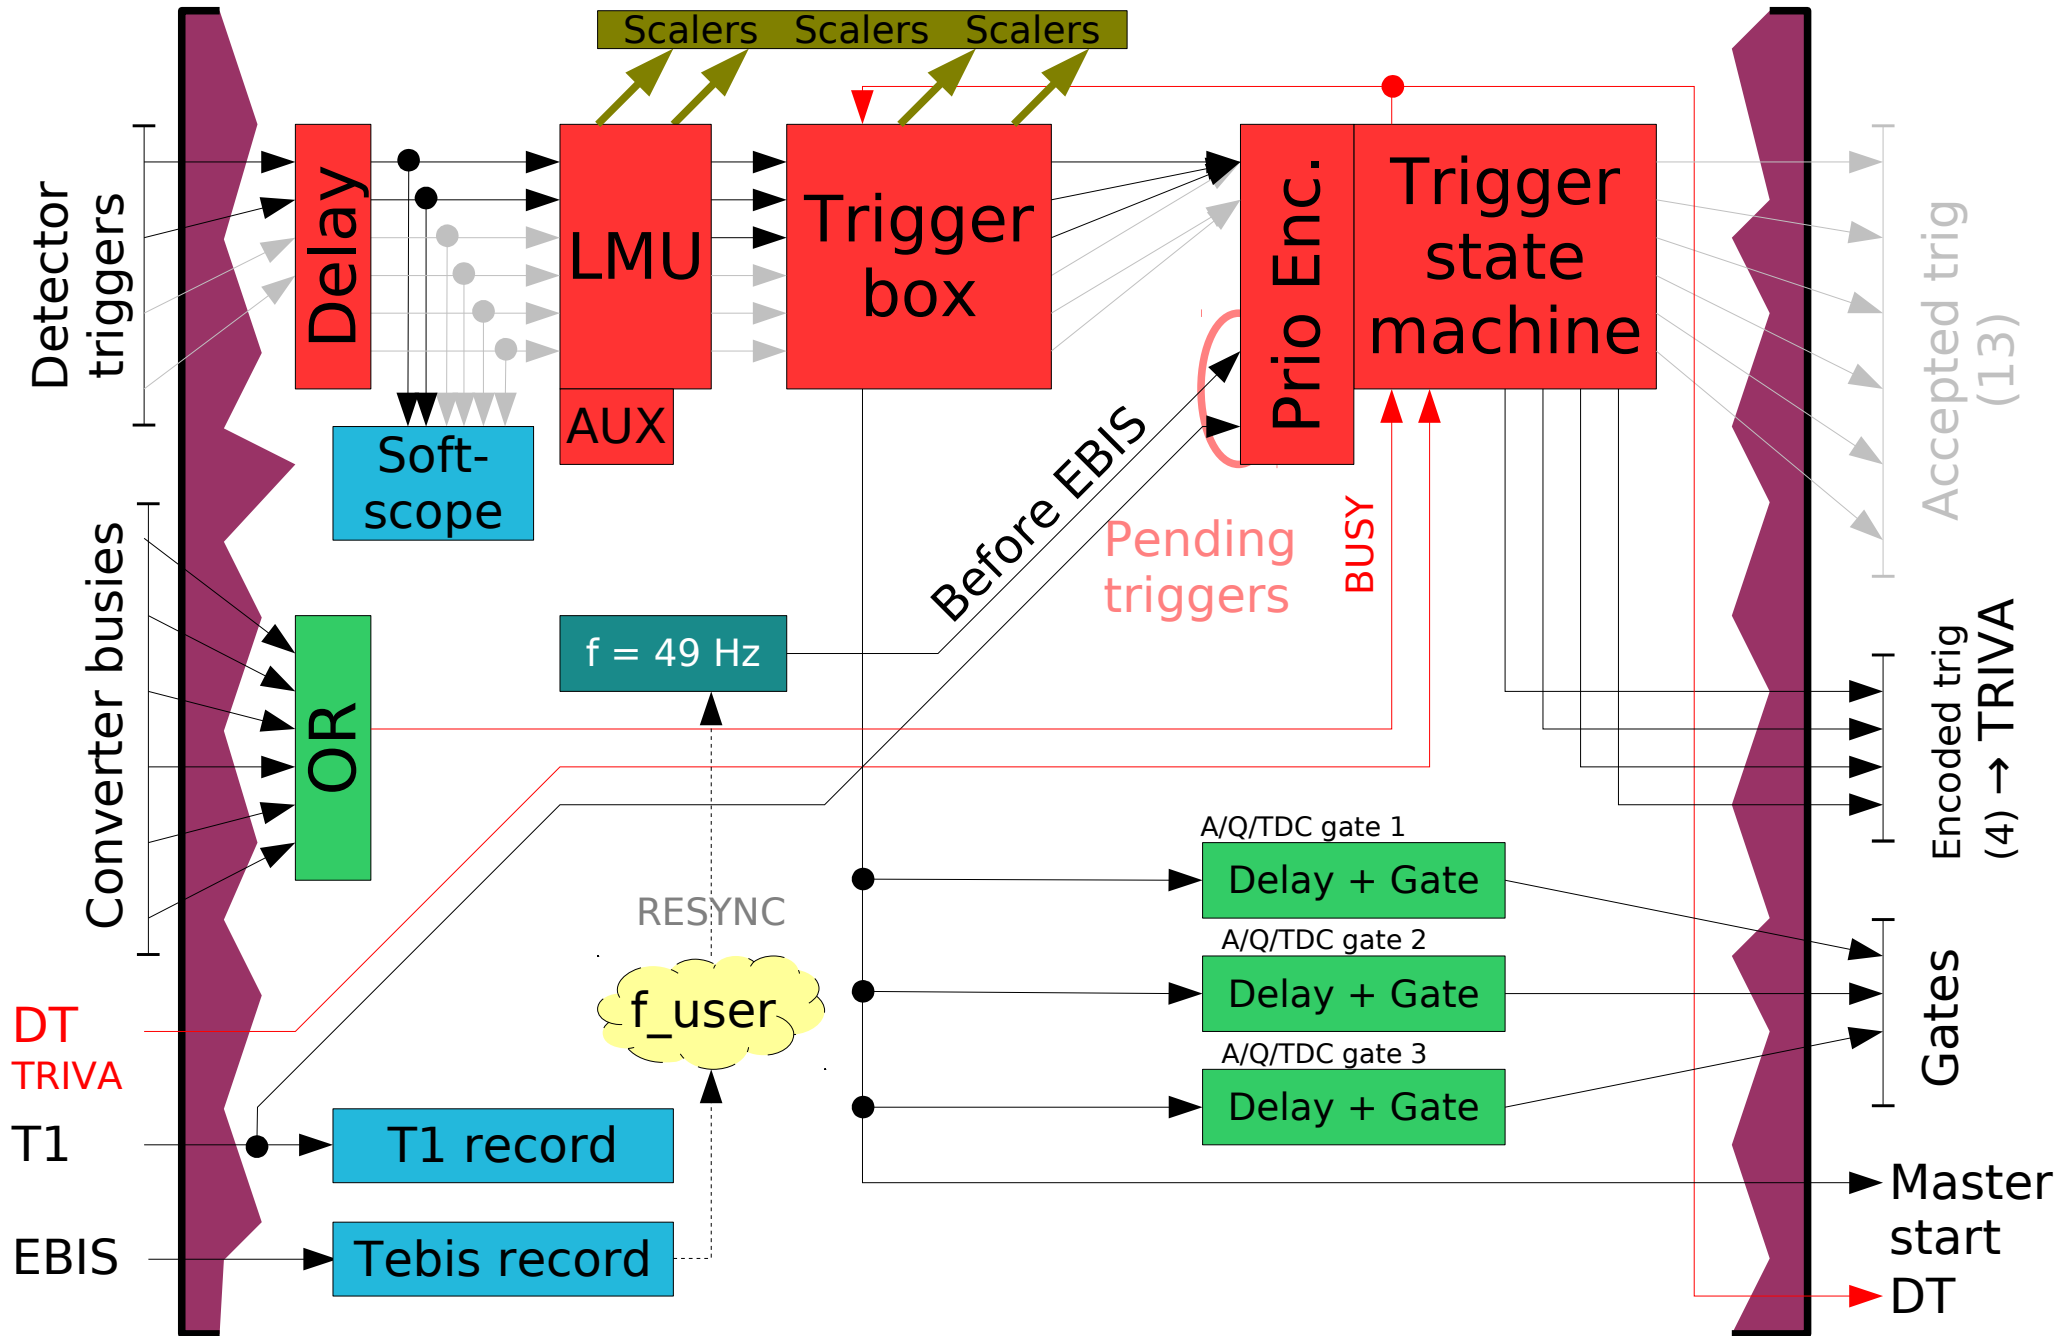 Scalers Scalers Scalers
Detector
triggers
Delay
LMU
AUX
Trigger
box
Prio Enc.
Trigger
state
machine
Accepted trig
(13)
Soft-
scope
Before EBIS
Pending
triggers
BUSY
Converter busies
OR
f = 49 Hz
Encoded trig
(4) → TRIVA
RESYNC
f_user
A/Q/TDC gate 1
Delay + Gate
A/Q/TDC gate 2
Delay + Gate
A/Q/TDC gate 3
Delay + Gate
Gates
DT
TRIVA
T1
T1 record
EBIS
Tebis record
Master
start
DT